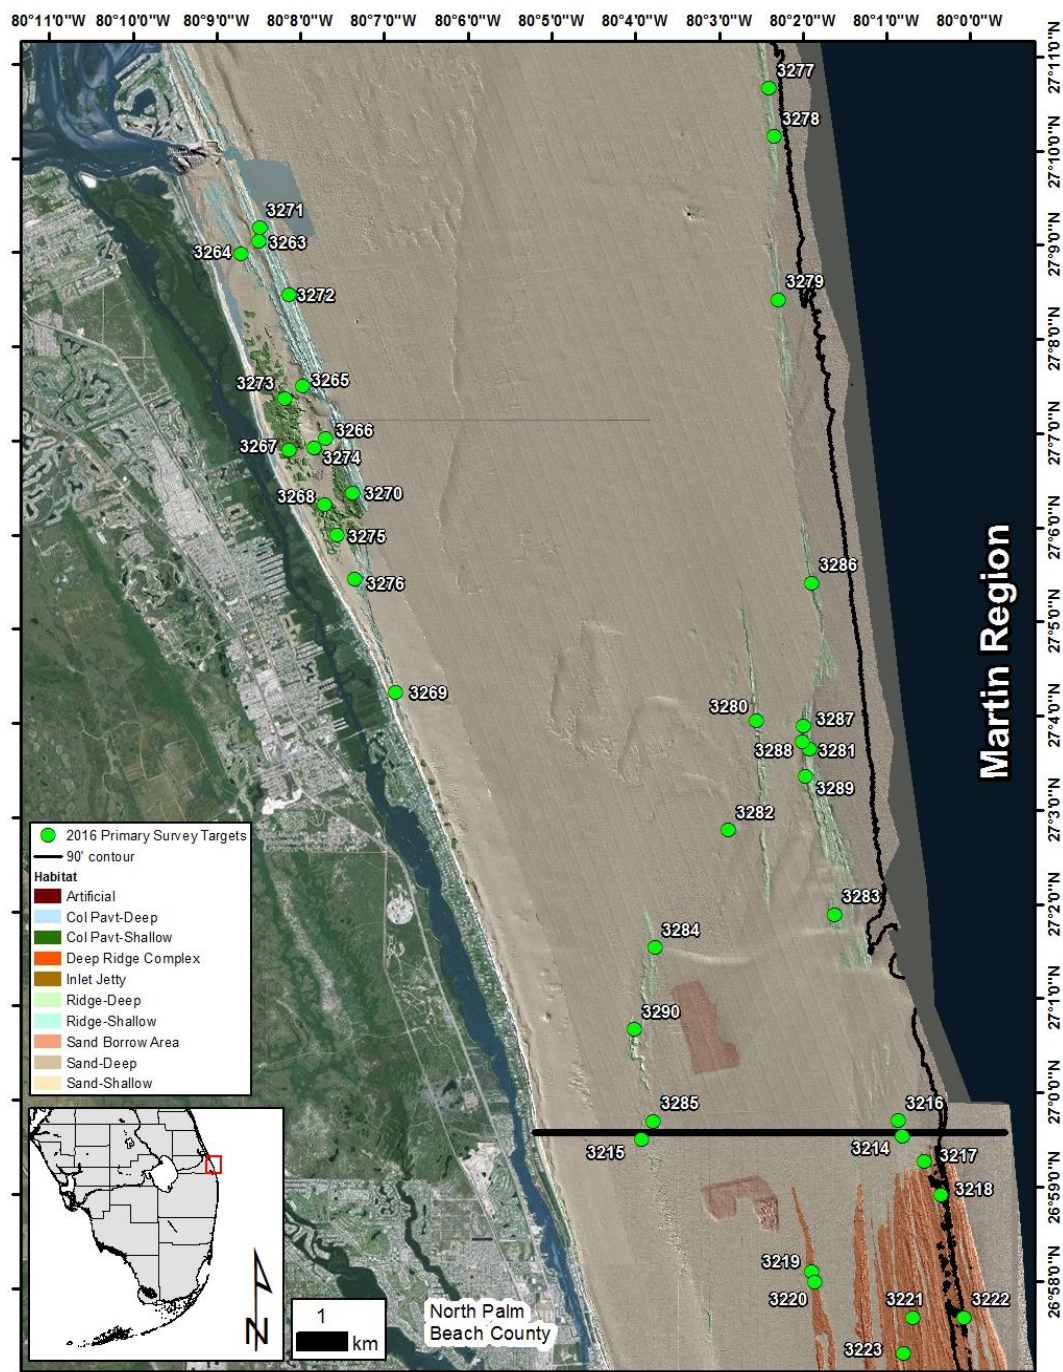 80°11'0"W 80°10'0"W 80°9'0"W 80°8'0"W 80°7'0"W 80°6'0"W 80°5'0"W 80°4'0"W 80°3'0"W 80°2'0"W 80°1'0"W 80°0'0"W
27°11'0"N
3277
3278
27°10'0"N
3271
3263
3264
27°9'0"N
3272
3279
27°8'0"N
3273
3265
3266
27°7'0"N
3267
3274
3268
3270
3275
27°6'0"N
3276
3286
27°5'0"N
Martin Region
3269
3280
3287
27°4'0"N
3288
3281
3289
3282
27°3'0"N
2016 Primary Survey Targets
90' contour
Habitat
Artificial
Col Pavt-Deep
Col Pavt-Shallow
Deep Ridge Complex
Inlet Jetty
Ridge-Deep
Ridge-Shallow
Sand Borrow Area
Sand-Deep
Sand-Shallow
3283
27°2'0"N
3284
3290
27°1'0"N
27°0'0"N
3285
3216
3215
3214
3217
3218
26°59'0"N
3219
3220
26°58'0"N
3221
3222
3223
N
1
km
North Palm
Beach County